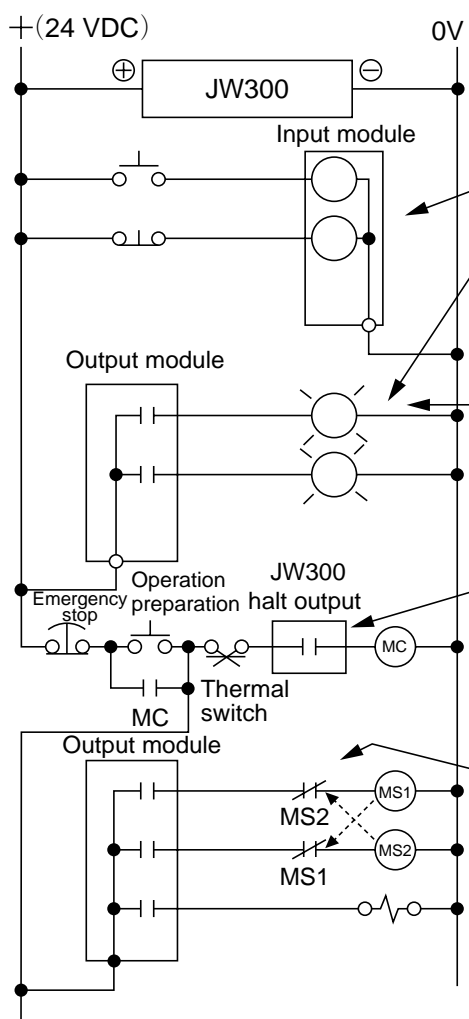 ＋(24 VDC)
0V
⊕
JW300
⊖
Input module
Output module
Emergency
stop
Operation
preparation
JW300
halt output
MC
MC
Thermal
switch
Output module
MS1
MS2
MS2
MS1